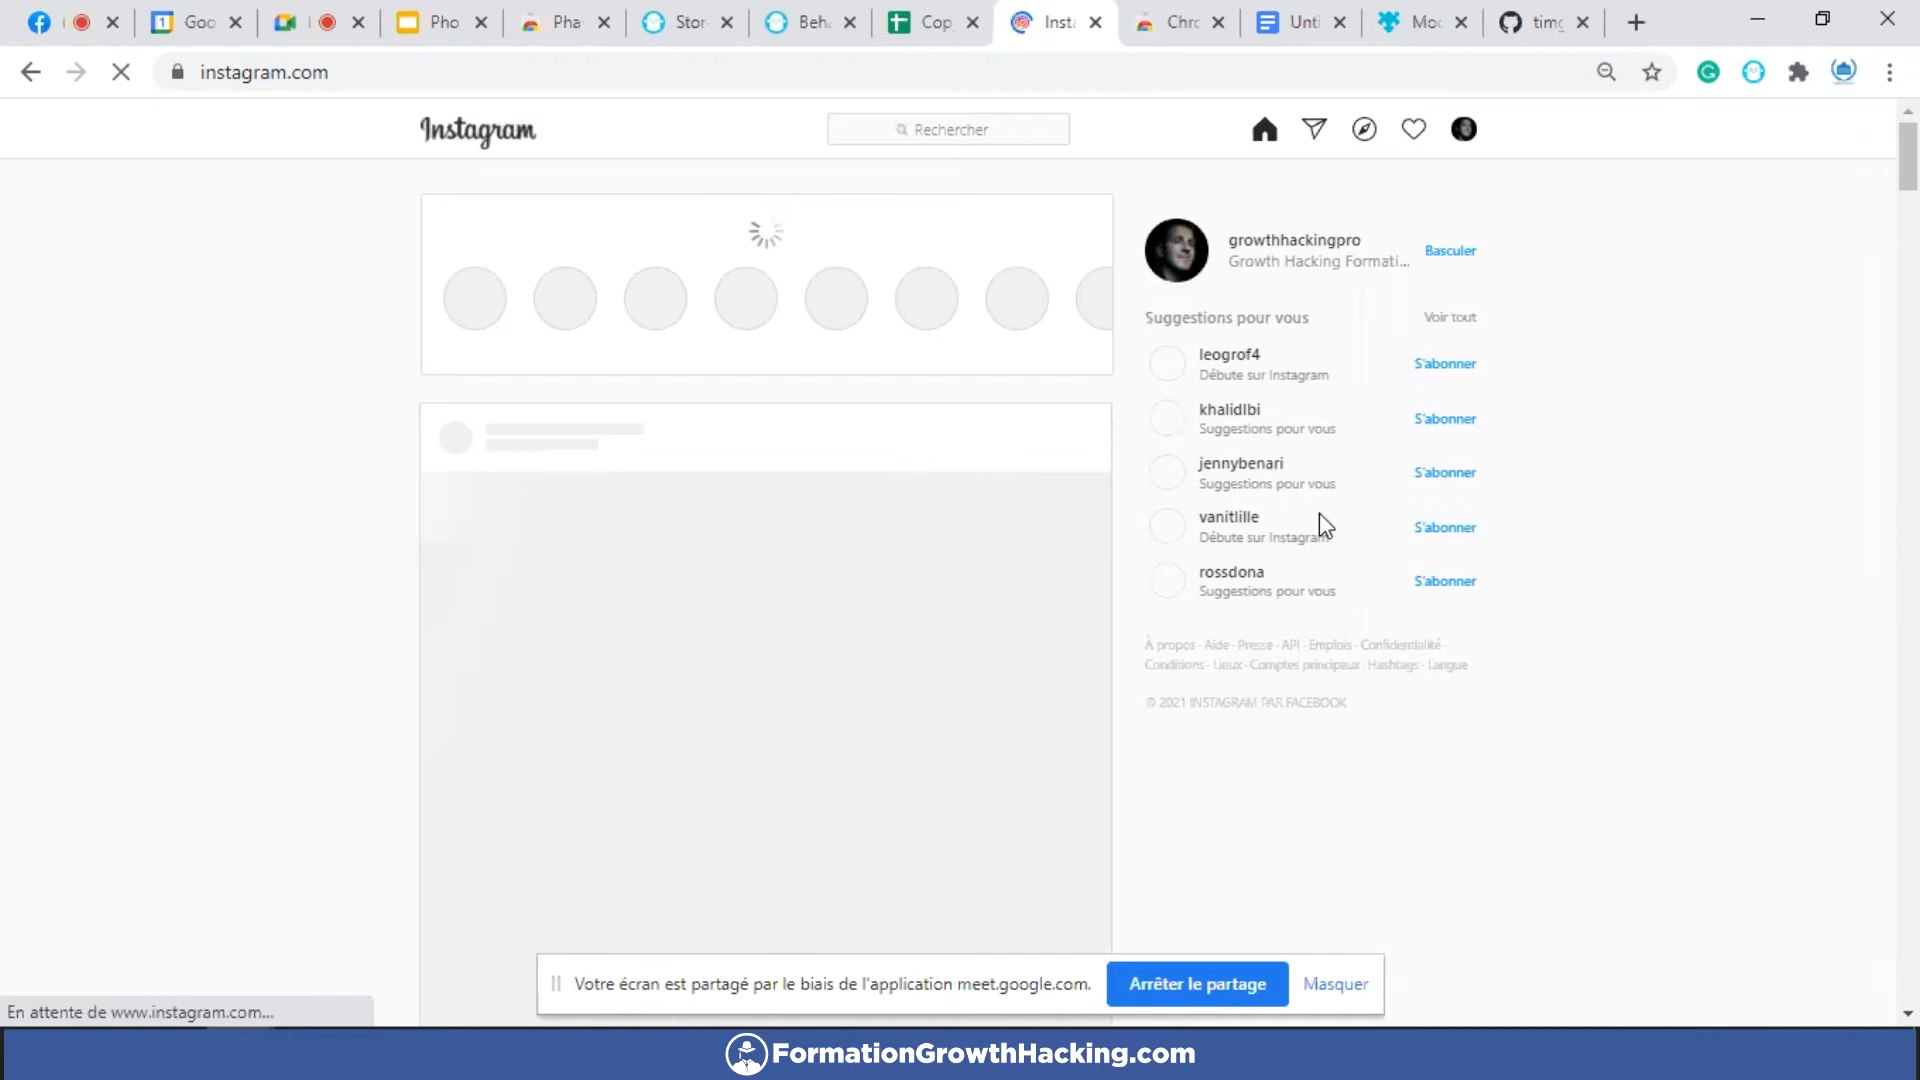 Goo
Pho
Pha
Stor
Beha
Cop
Insta
Chro
Unti
Moc
timg
instagram.com
Instagram
Rechercher
growthhackingpro
Growth Hacking Formati...
Basculer
Suggestions pour vous
Voir tout
leogrof4
Débute sur Instagram
S'abonner
khalidlbi
Suggestions pour vous
S'abonner
jennybenari
Suggestions pour vous
S'abonner
vanitlille
Débute sur Instagram
S'abonner
rossdona
Suggestions pour vous
S'abonner
À propos · Aide · Presse · API · Emplois · Confidentialité ·
Conditions · Lieux · Comptes principaux · Hashtags · Langue
© 2021 INSTAGRAM PAR FACEBOOK
Votre écran est partagé par le biais de l'application meet.google.com.
Arrêter le partage
Masquer
En attente de www.instagram.com...
FormationGrowthHacking.com